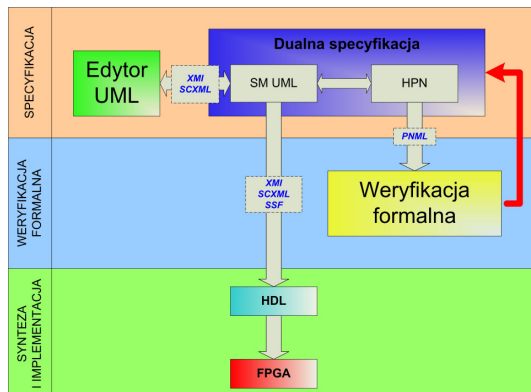 SPECYFIKACJA
Dualna specyfikacja
Edytor
UML
XMI
SCXML
SM UML
HPN
PNML
WERYFIKACJA
FORMALNA
XMI
SCXML
SSF
Weryfikacja
formalna
SYNTEZA
I IMPLEMENTACJA
HDL
FPGA